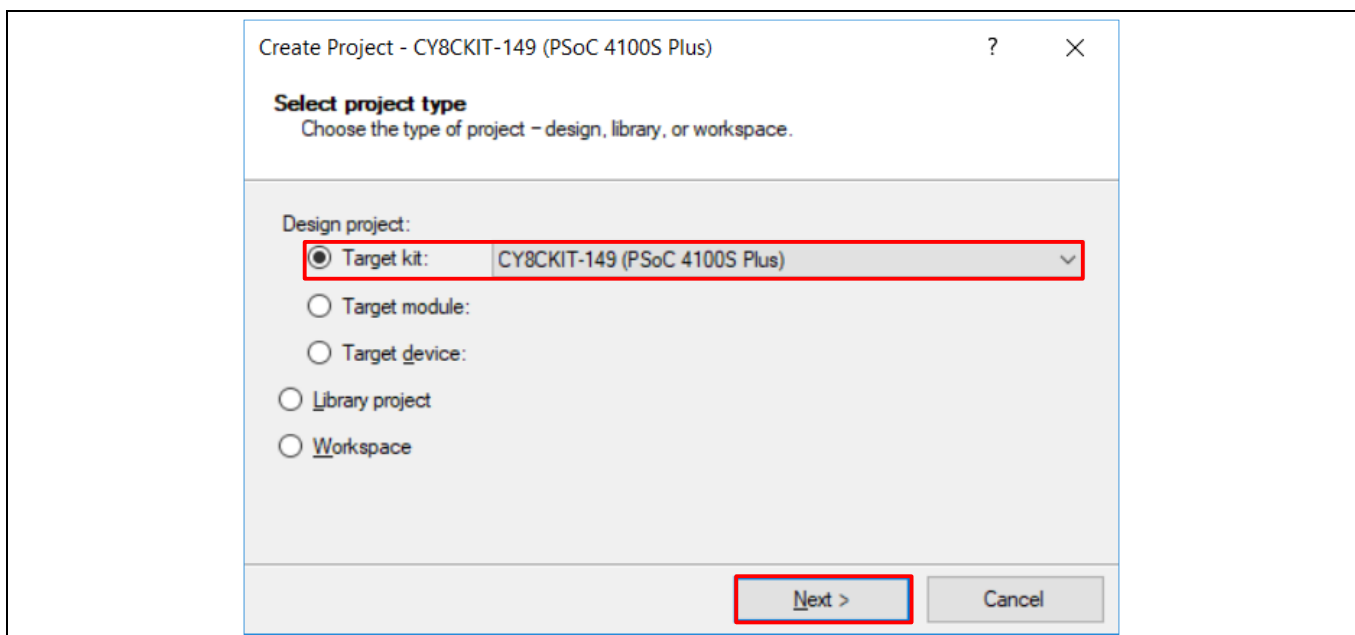 Create Project - CY8CKIT-149 (PSoC 4100S Plus) ?
Select project type
Choose the type of project – design, library, or workspace.
Design project:
Target kit: CY8CKIT-149 (PSoC 4100S Plus)
Target module:
Target device:
Library project
Workspace
Next > Cancel